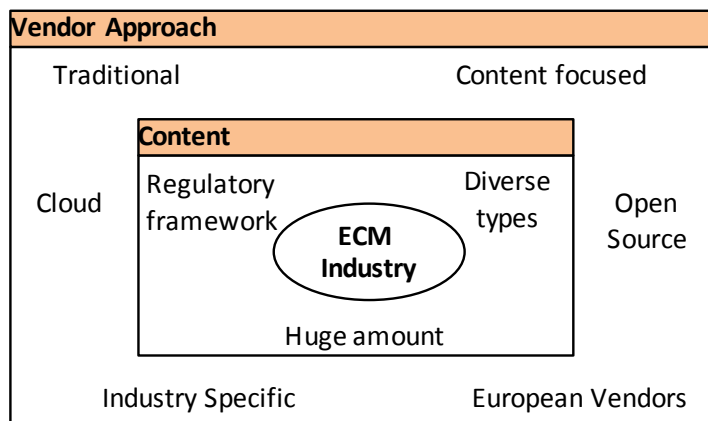 Vendor Approach
Traditional
Content focused
Content
Cloud
Regulatory
framework
Diverse
types
Open
Source
ECM
Industry
Huge amount
Industry Specific
European Vendors